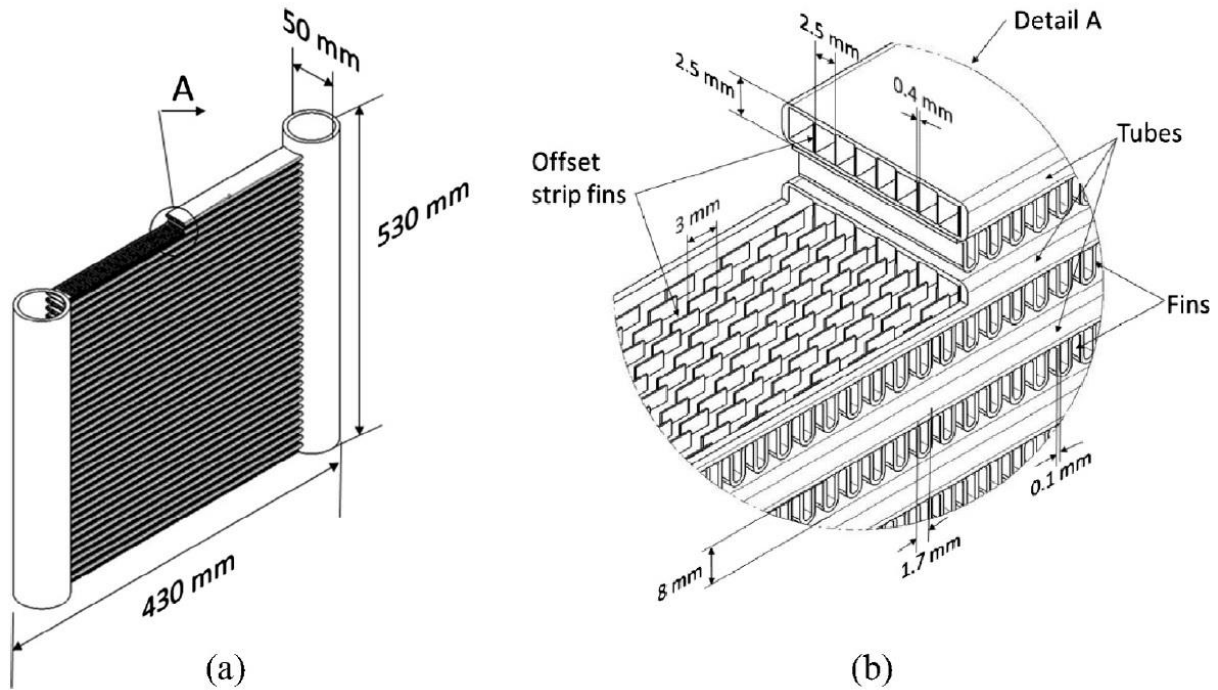 50 mm
A
530 mm
430 mm
(a)
Detail A
2.5 mm
2.5 mm
0.4 mm
Tubes
Offset
strip fins
3 mm
Fins
0.1 mm
1.7 mm
8 mm
(b)